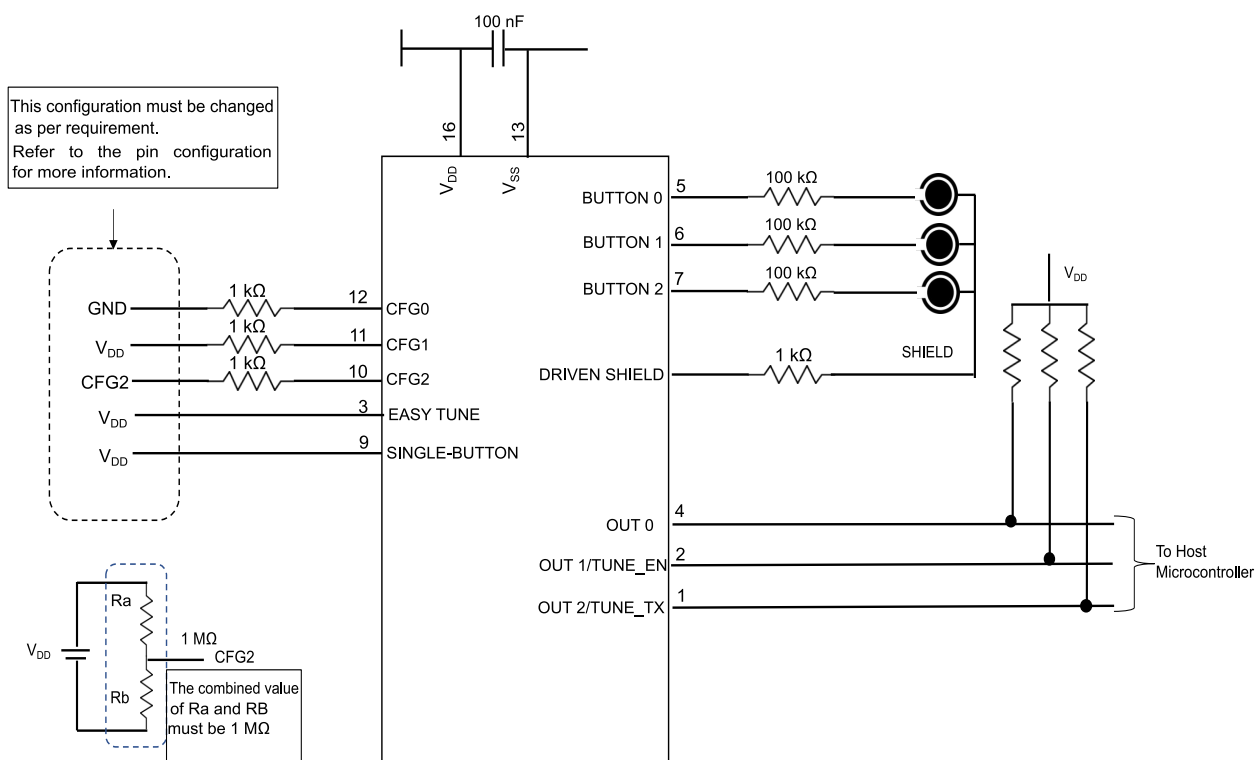 100 nF
This configuration must be changed
as per requirement.
Refer to the pin configuration
for more information.
16
13
VDD
VSS
BUTTON 0
5
100 kΩ
BUTTON 1
6
100 kΩ
BUTTON 2
7
100 kΩ
VDD
GND
1 kΩ
12
CFG0
VDD
1 kΩ
11
CFG1
CFG2
1 kΩ
10
CFG2
DRIVEN SHIELD
1 kΩ
SHIELD
VDD
3
EASY TUNE
VDD
9
SINGLE-BUTTON
OUT 0
4
OUT 1/TUNE_EN
2
OUT 2/TUNE_TX
1
To Host
Microcontroller
Ra
VDD
1 MΩ
CFG2
Rb
The combined value
of Ra and RB
must be 1 MΩ